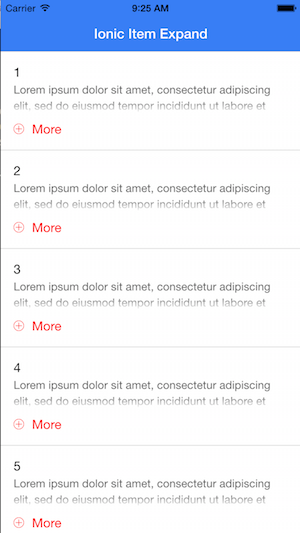 Carrier 9:25 AM
Ionic Item Expand
1
Lorem ipsum dolor sit amet, consectetur adipiscing
elit, sed do eiusmod tempor incididunt ut labore et
More
2
Lorem ipsum dolor sit amet, consectetur adipiscing
elit, sed do eiusmod tempor incididunt ut labore et
More
3
Lorem ipsum dolor sit amet, consectetur adipiscing
elit, sed do eiusmod tempor incididunt ut labore et
More
4
Lorem ipsum dolor sit amet, consectetur adipiscing
elit, sed do eiusmod tempor incididunt ut labore et
More
5
Lorem ipsum dolor sit amet, consectetur adipiscing
elit, sed do eiusmod tempor incididunt ut labore et
More